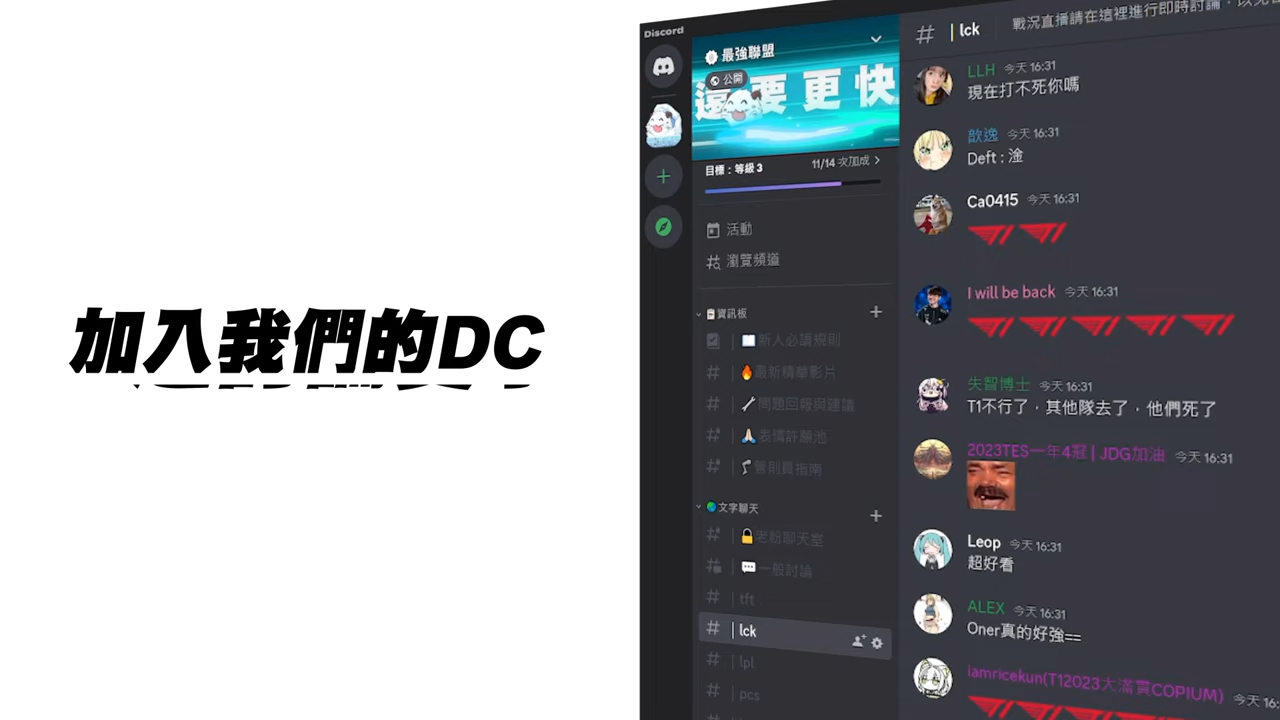 加入我們的DC
Discord
最強聯盟
公開
還要更快
目標：等級 3
11/14 次加成
活動
瀏覽頻道
資訊板
新人必讀規則
最新精華影片
問題回報與建議
表情許願池
文字聊天
老粉聊天室
一般討論
tft
lck
lpl
pcs
lck
戰況直播請在這裡進行即時討論，以免
LLH 今天 16:31
現在打不死你嗎
歆逸 今天 16:31
Deft : 淦
Ca0415 今天 16:31
I will be back 今天 16:31
失智博士 今天 16:31
T1不行了，其他隊去了，他們死了
2023TES一年4冠 | JDG加油 今天 16:31
Leop 今天 16:31
超好看
ALEX 今天 16:31
Oner真的好強==
iamricekun(T12023大滿貫COPIUM) 今天 16: